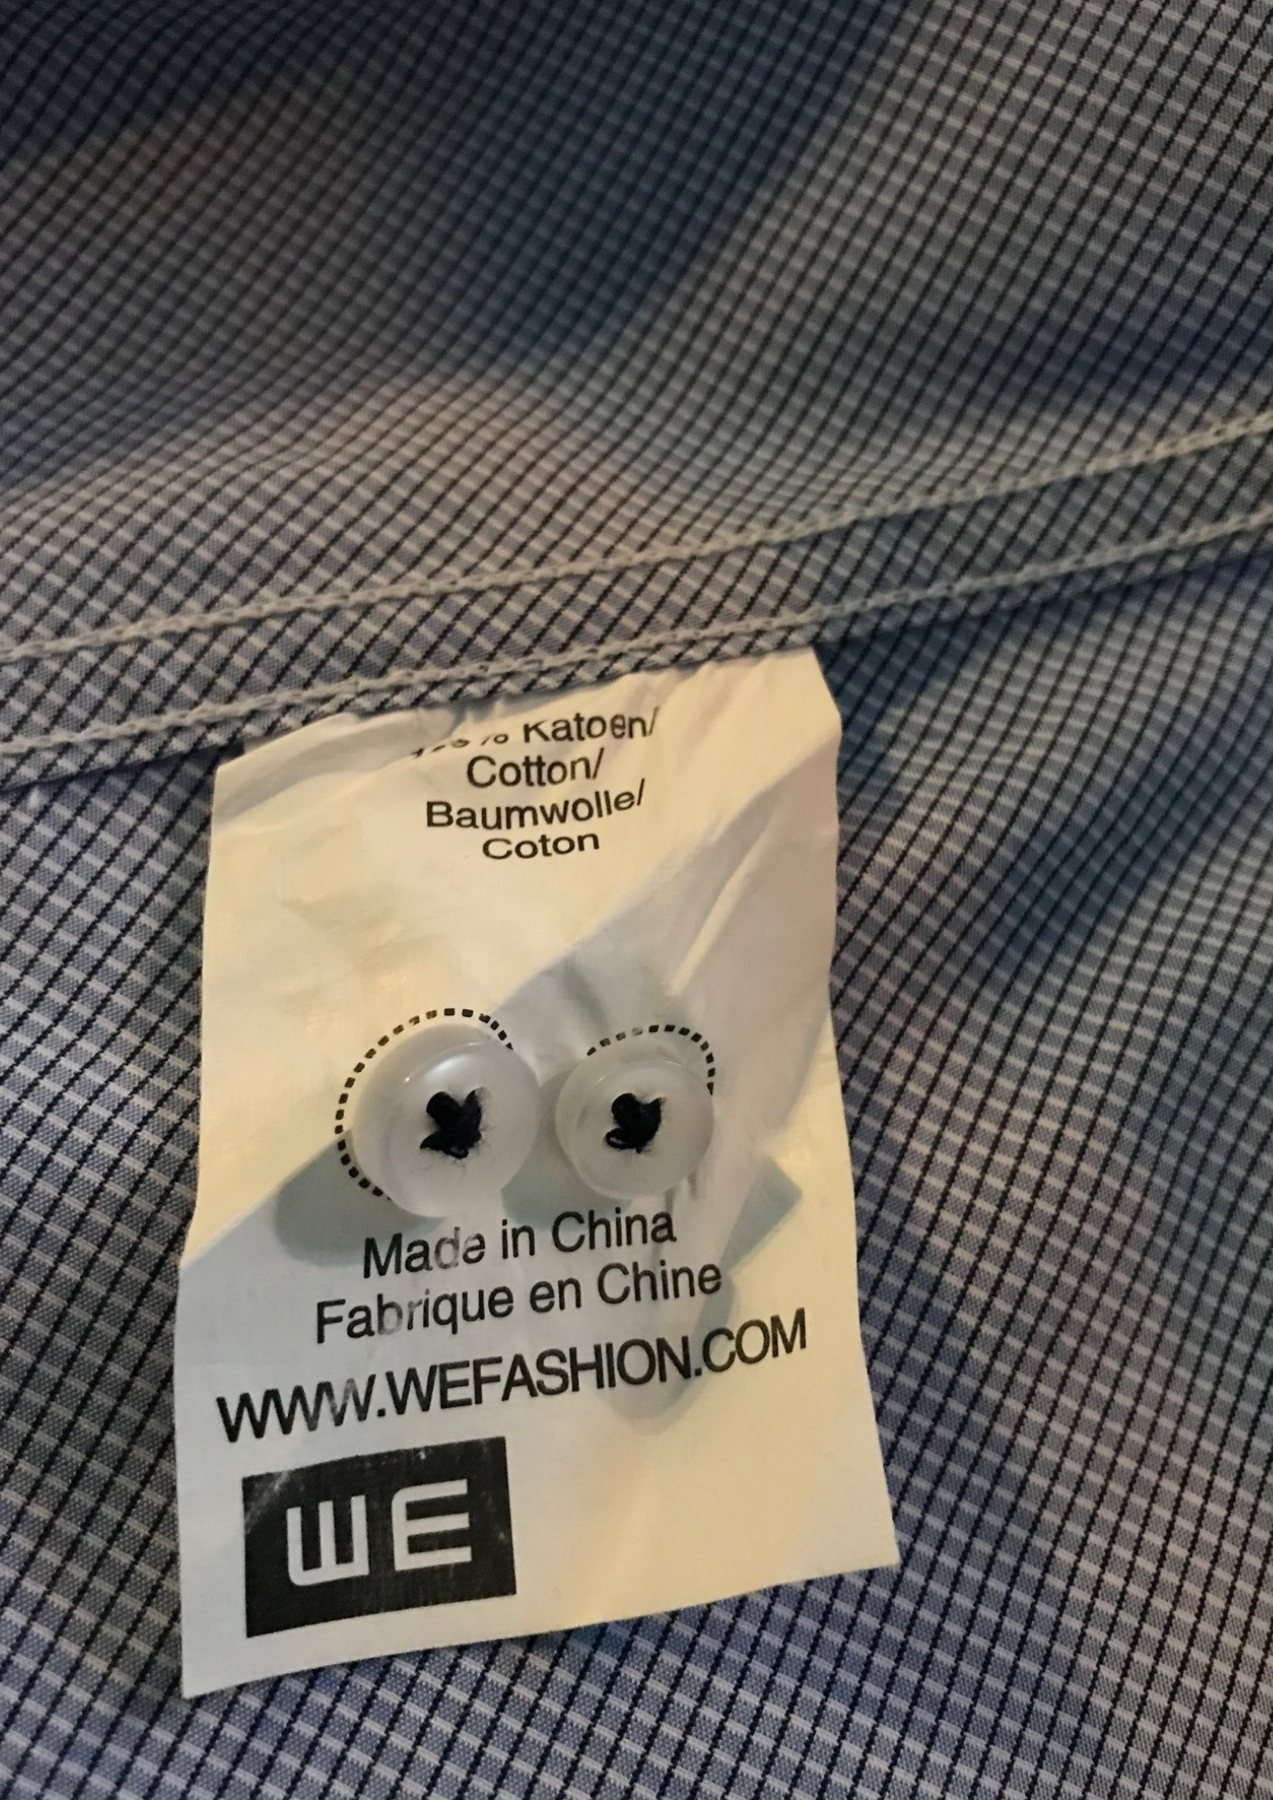 % Katoen/
Cotton/
Baumwolle/
Coton
Made in China
Fabrique en Chine
WWW.WEFASHION.COM
WE